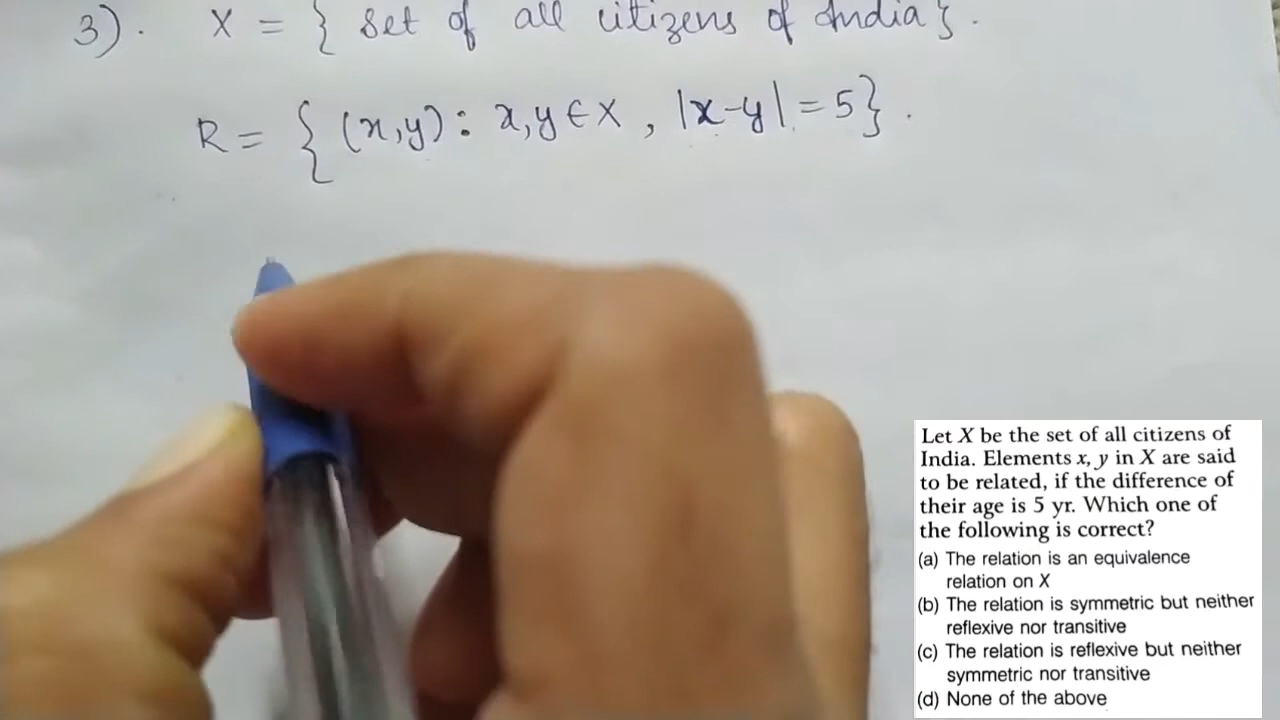 3). X = { set of all citizens of India}.
R = { (x,y): x,y ∈ X , |x-y| = 5}.
Let X be the set of all citizens of
India. Elements x, y in X are said
to be related, if the difference of
their age is 5 yr. Which one of
the following is correct?
(a) The relation is an equivalence
relation on X
(b) The relation is symmetric but neither
reflexive nor transitive
(c) The relation is reflexive but neither
symmetric nor transitive
(d) None of the above